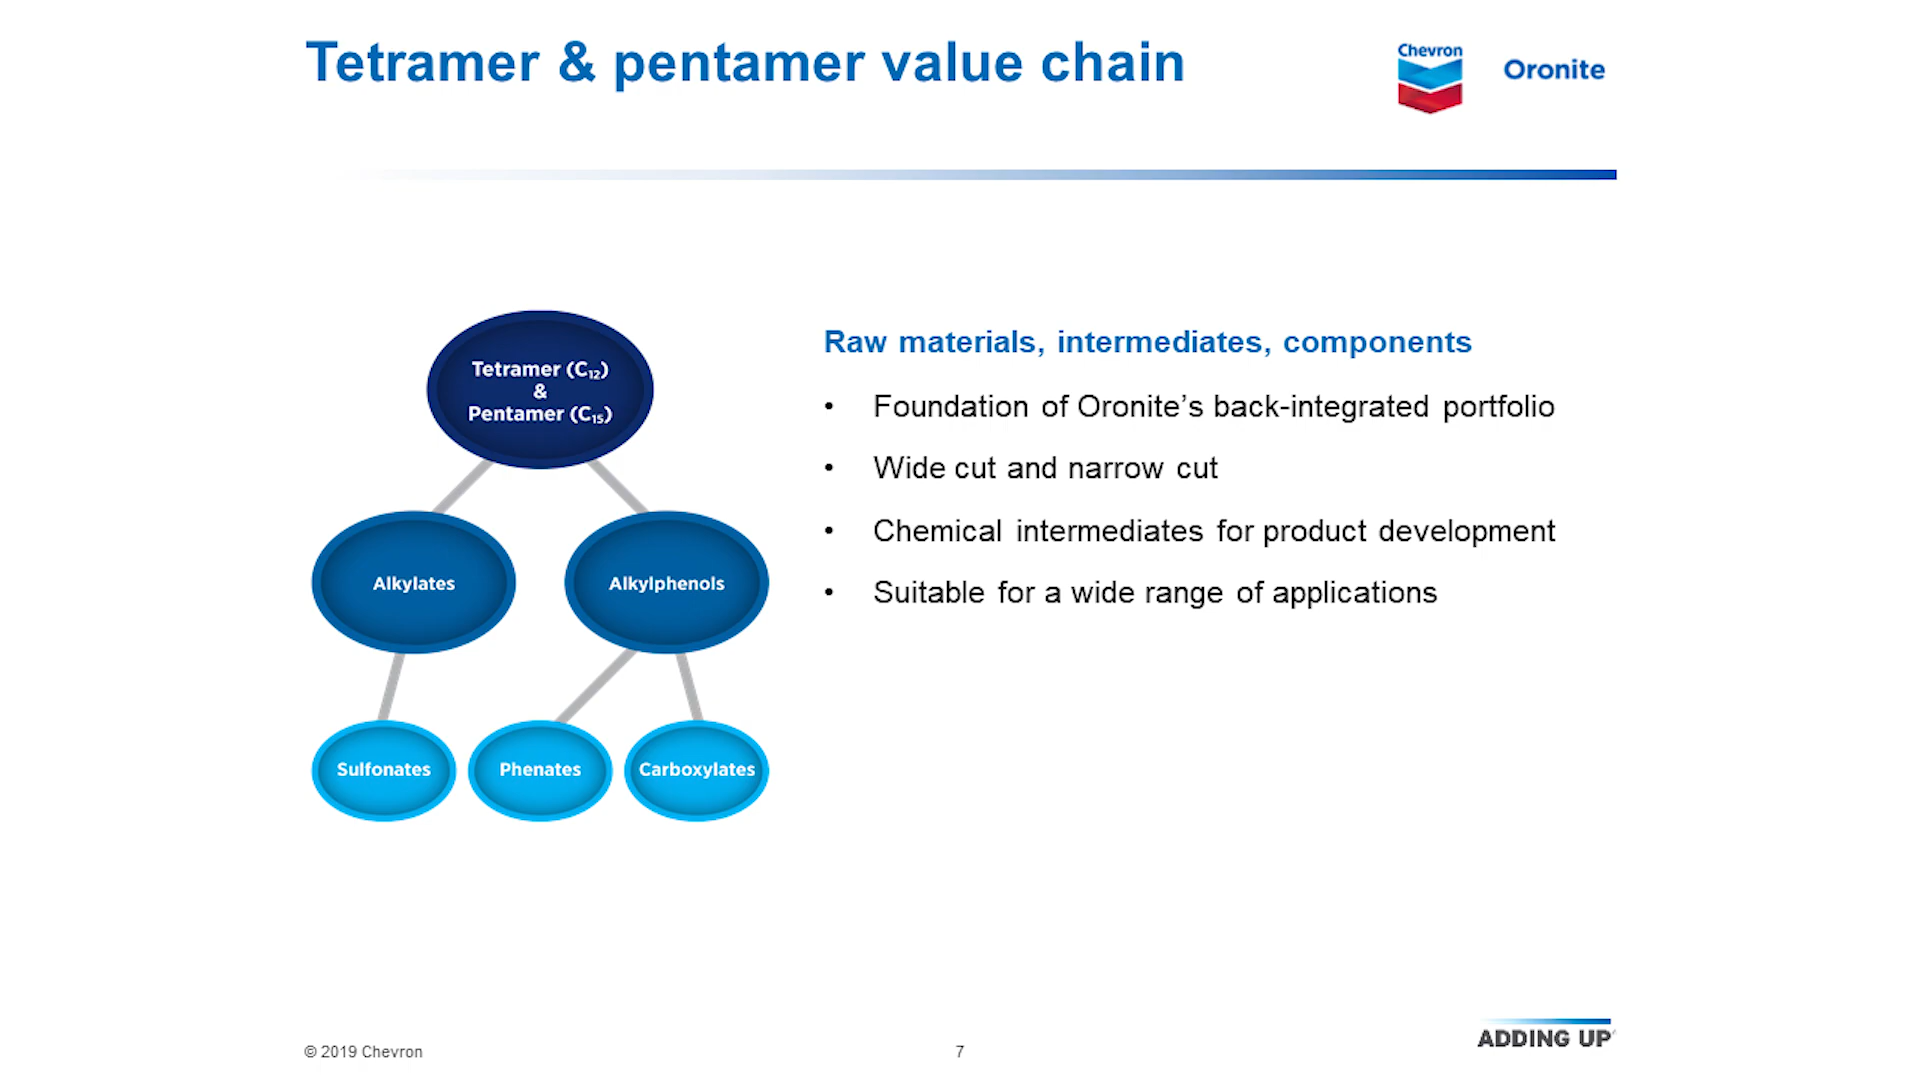 Tetramer & pentamer value chain
Chevron
Oronite
Tetramer (C₁₂)
&
Pentamer (C₁₅)
Alkylates
Alkylphenols
Sulfonates
Phenates
Carboxylates
Raw materials, intermediates, components
• Foundation of Oronite’s back-integrated portfolio
• Wide cut and narrow cut
• Chemical intermediates for product development
• Suitable for a wide range of applications
© 2019 Chevron
7
ADDING UP